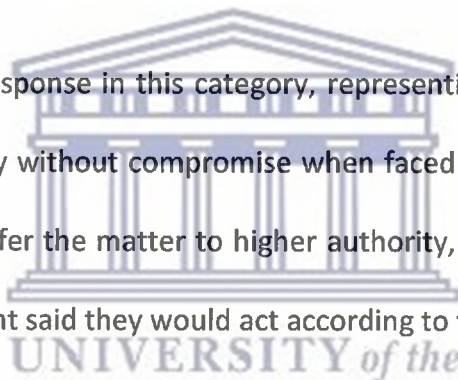 sponse in this category, representi
without compromise when faced
fer the matter to higher authority,
nt said they would act according to
UNIVERSITY of the